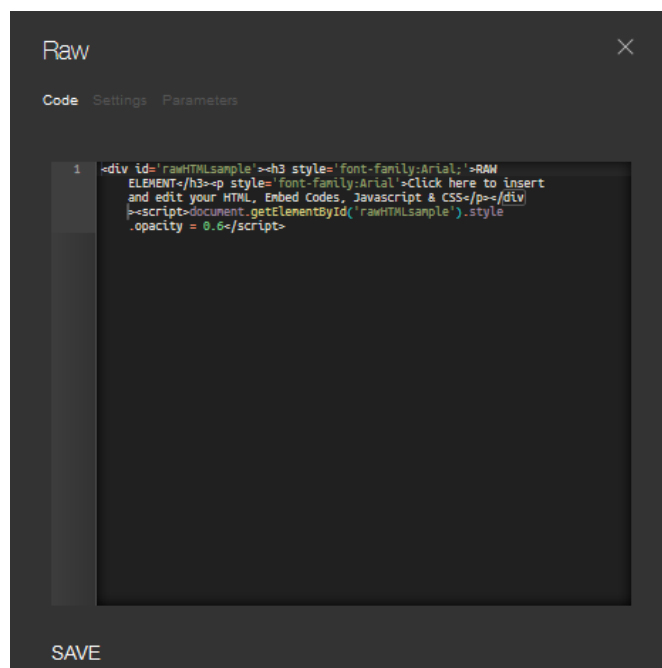 Raw
Code Settings Parameters
1 <div id='rawHTMLsample'><h3 style='font-family:Arial;'>RAW
ELEMENT</h3><p style='font-family:Arial'>Click here to insert
and edit your HTML, Embed Codes, Javascript & CSS</p></div
><script>document.getElementById('rawHTMLsample').style
.opacity = 0.6</script>
SAVE